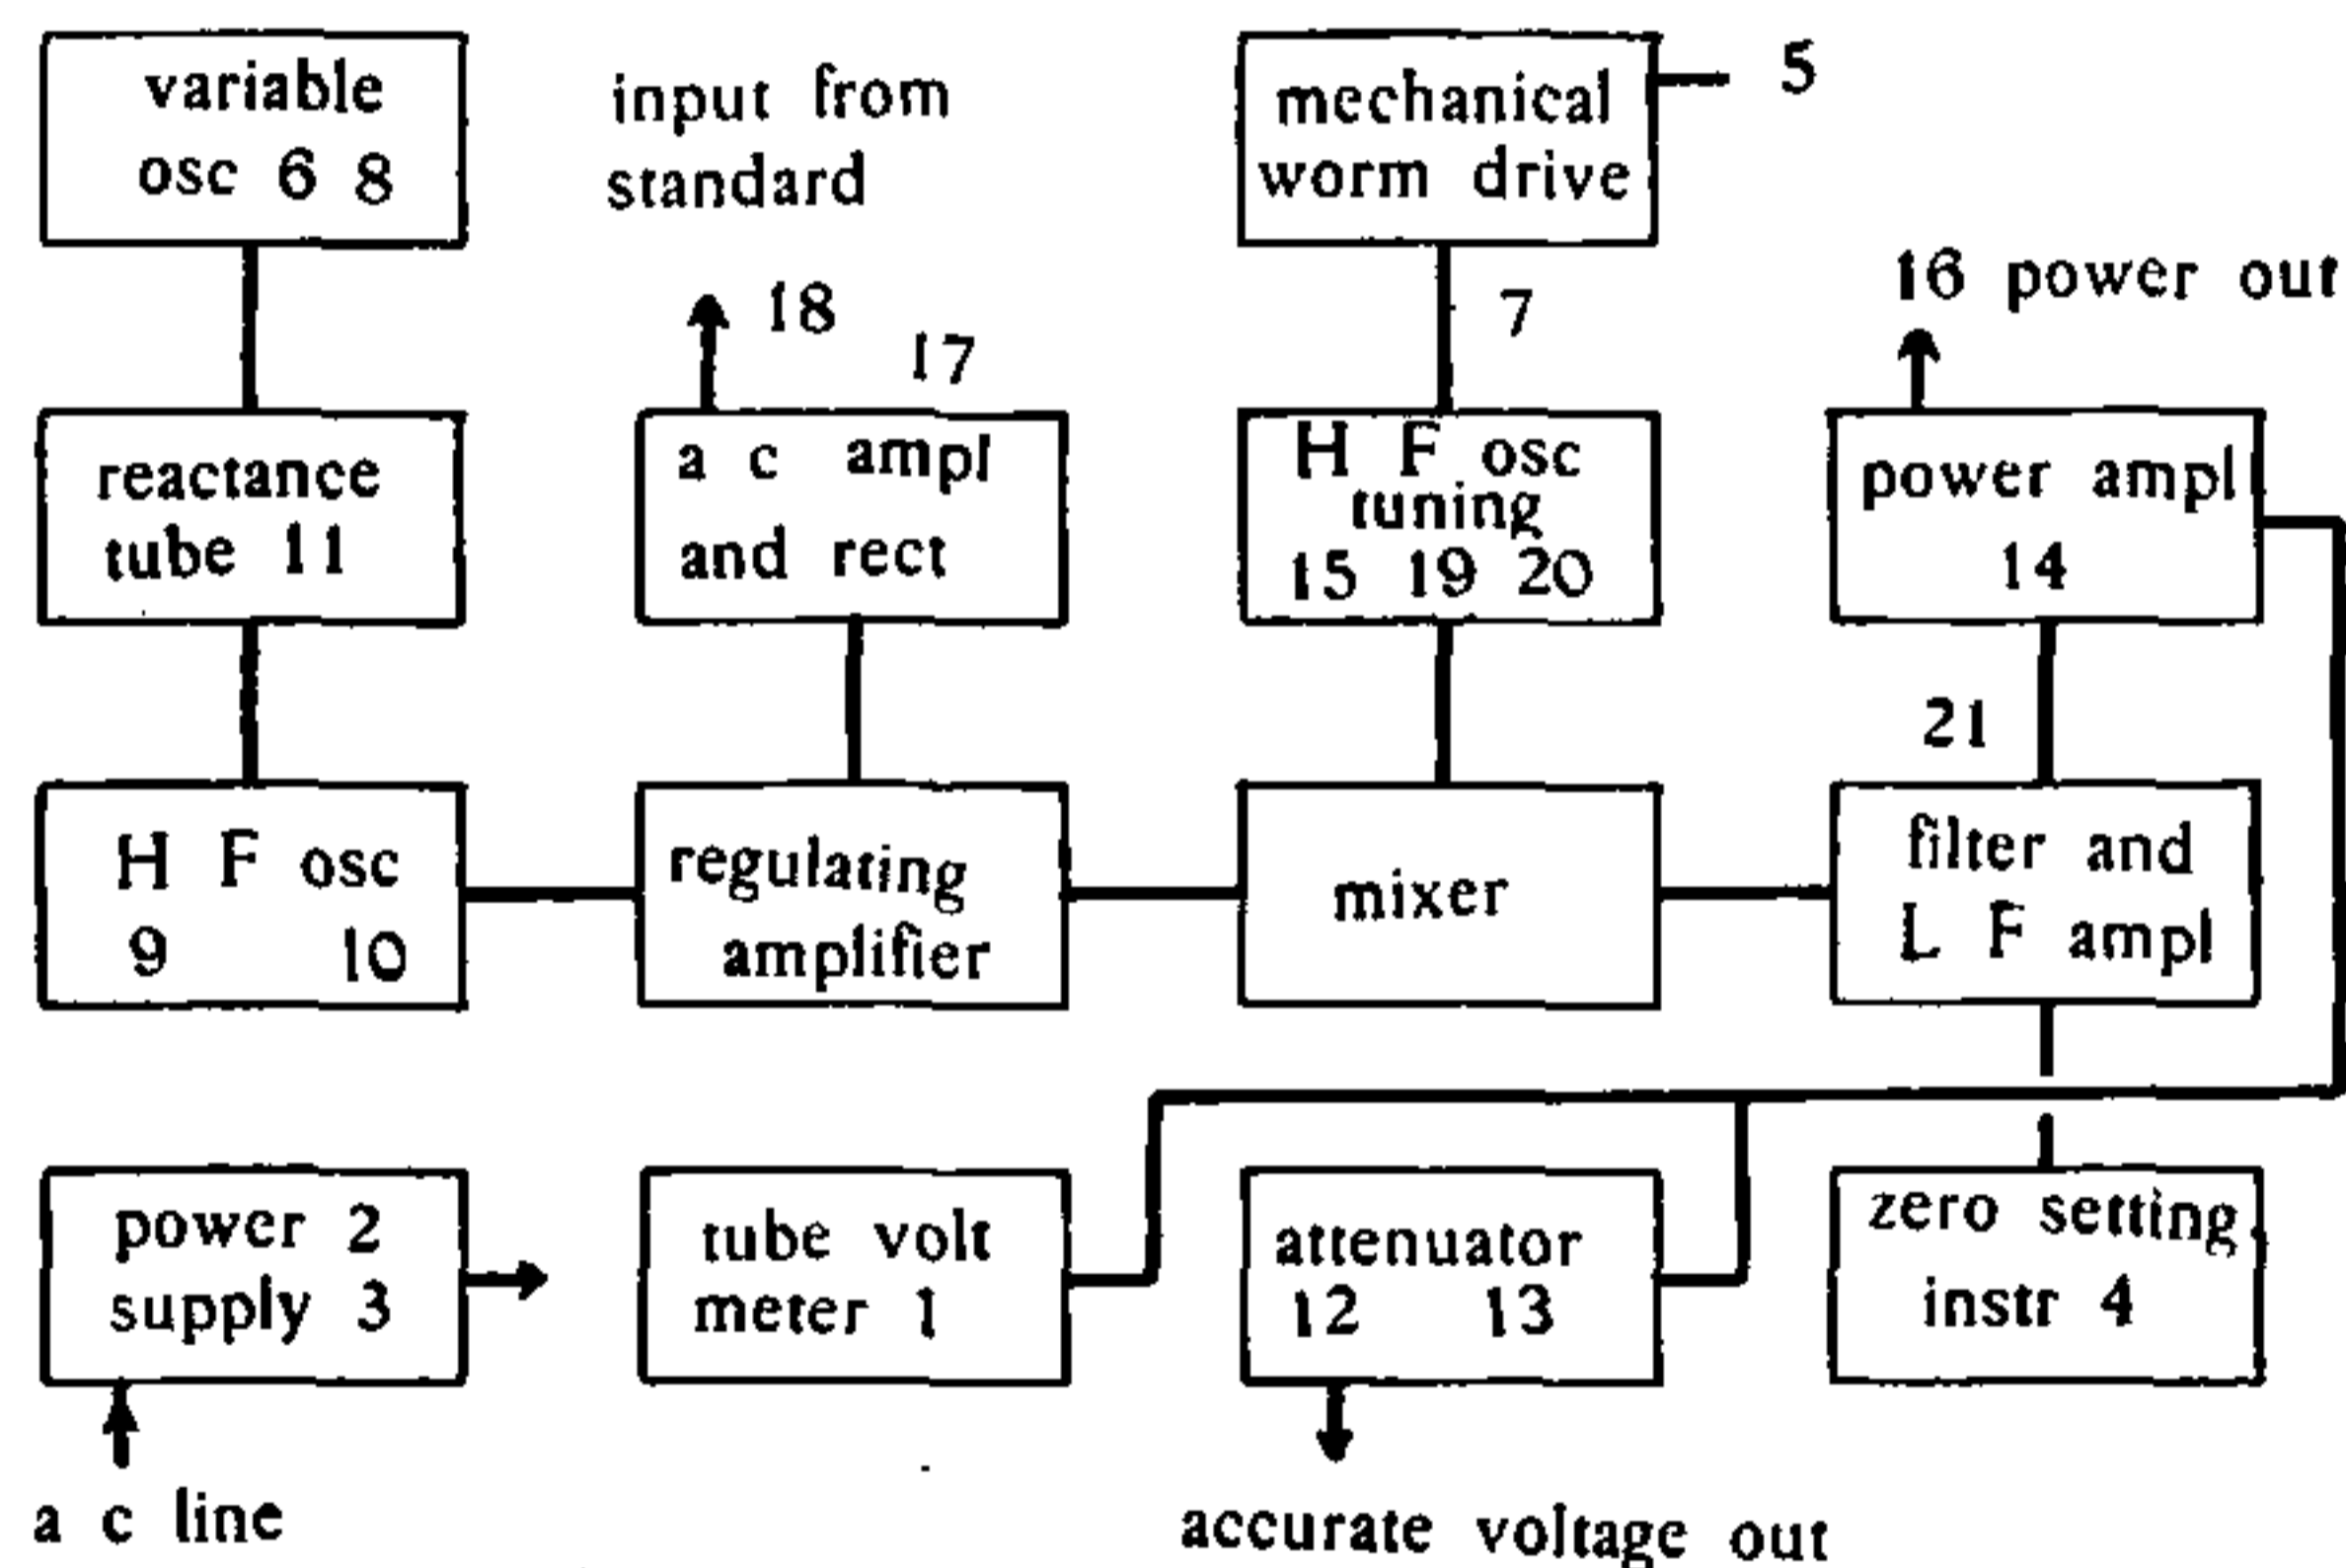 variable
osc 6 8
input from
standard
18
17
mechanical
worm drive
5
7
16 power out
reactance
tube 11
a c ampl
and rect
H F osc
tuning
15 19 20
power ampl
14
21
H F osc
9 10
regulating
amplifier
mixer
filter and
L F ampl
power 2
supply 3
tube volt
meter 1
attenuator
12 13
zero setting
instr 4
a c line
accurate voltage out